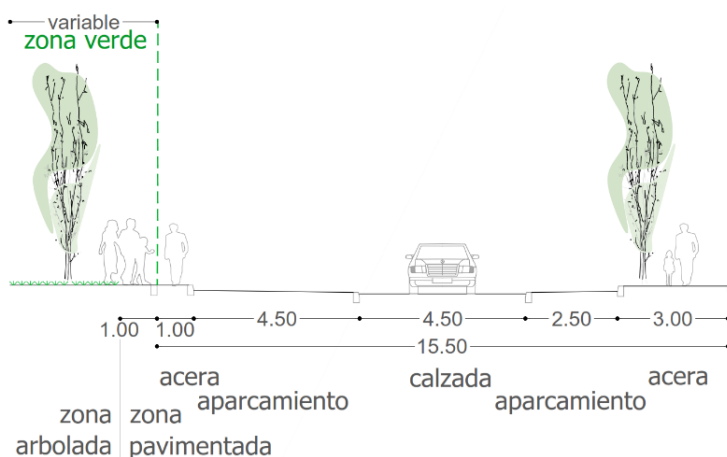 variable
zona verde
1.00 1.00 4.50 4.50 2.50 3.00
15.50
acera calzada acera
aparcamiento aparcamiento
zona zona
arbolada pavimentada